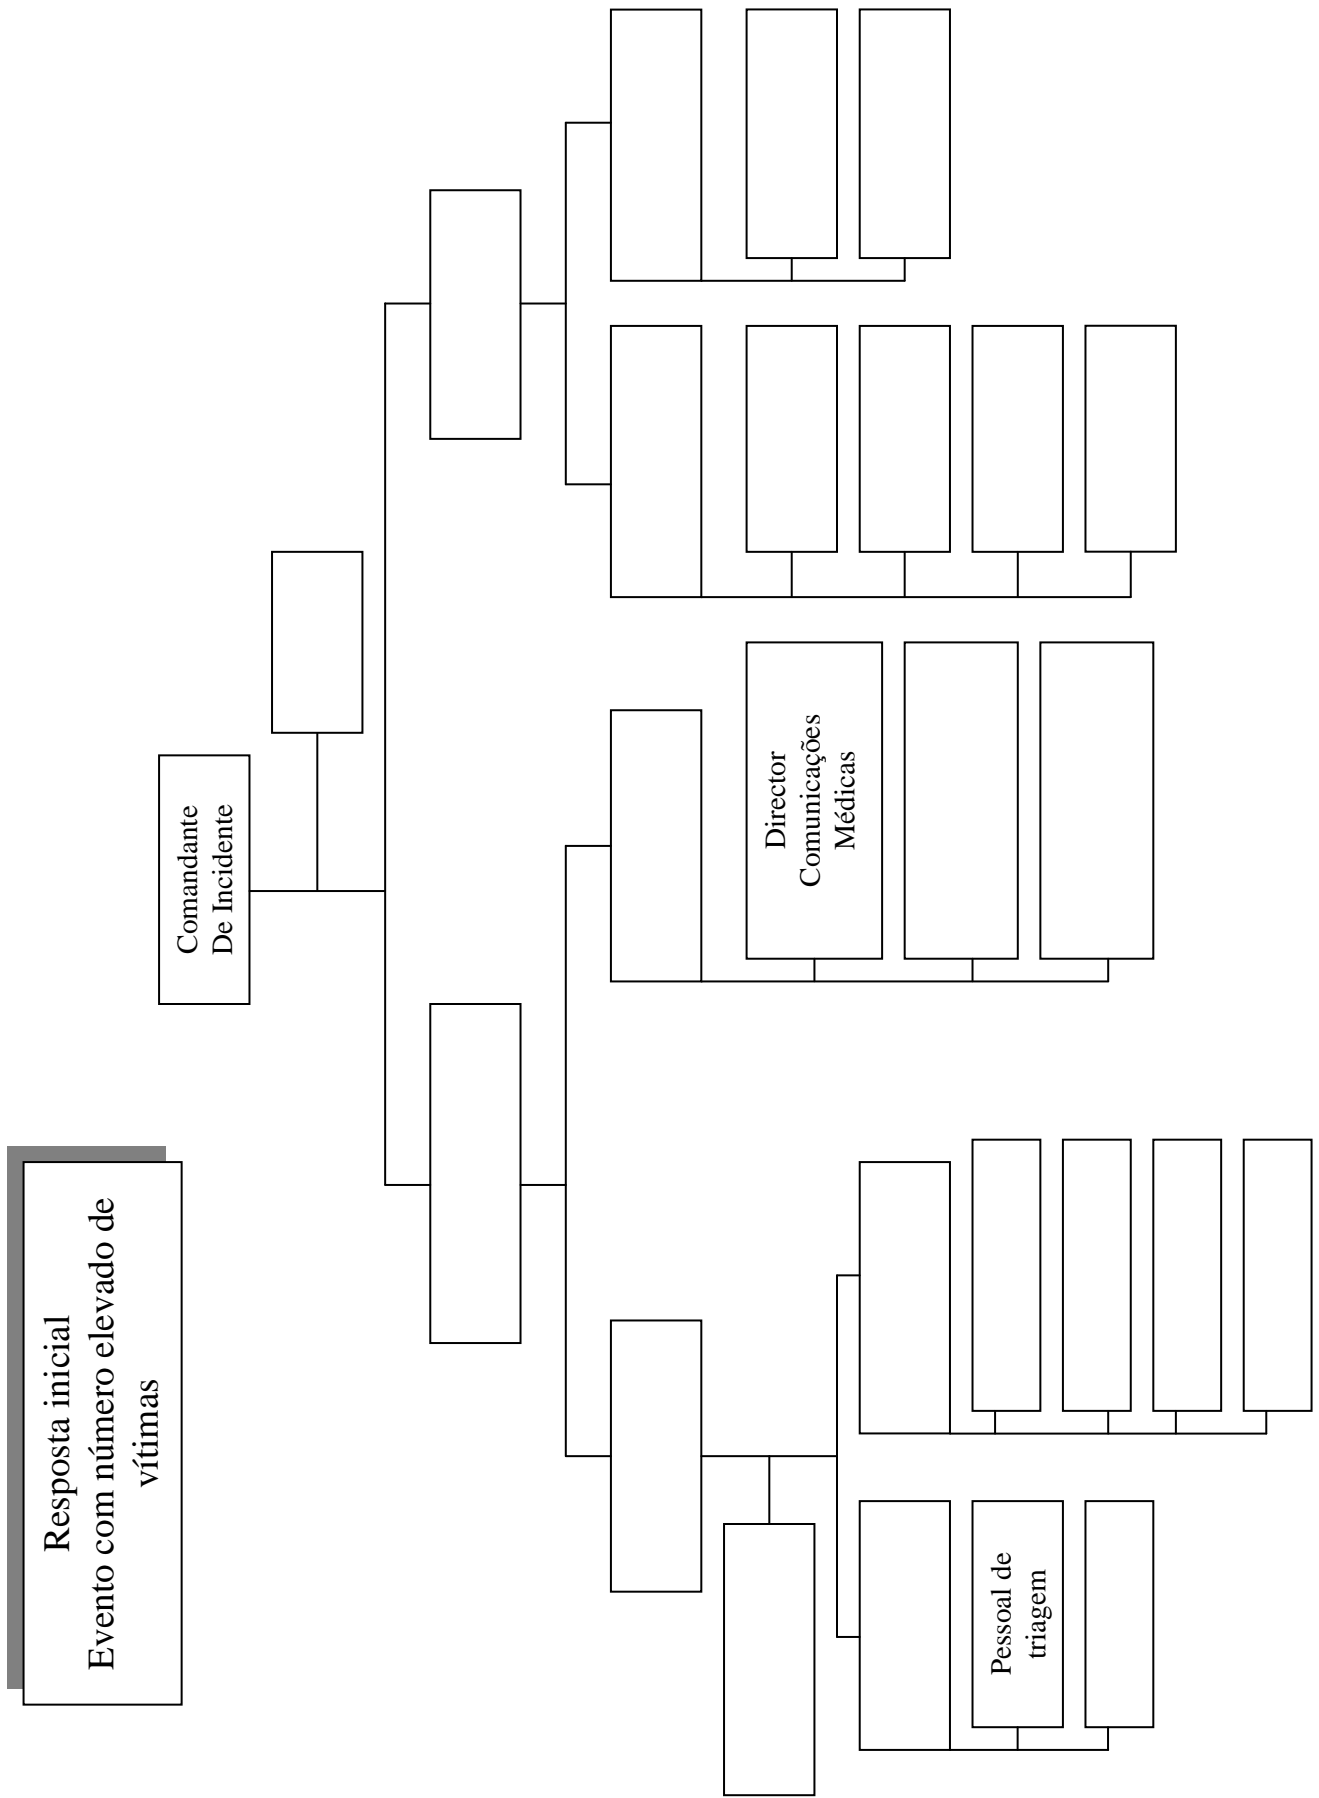 Resposta inicial
Evento com número elevado de
vítimas
Comandante
De Incidente
Director
Comunicações
Médicas
Pessoal de
triagem